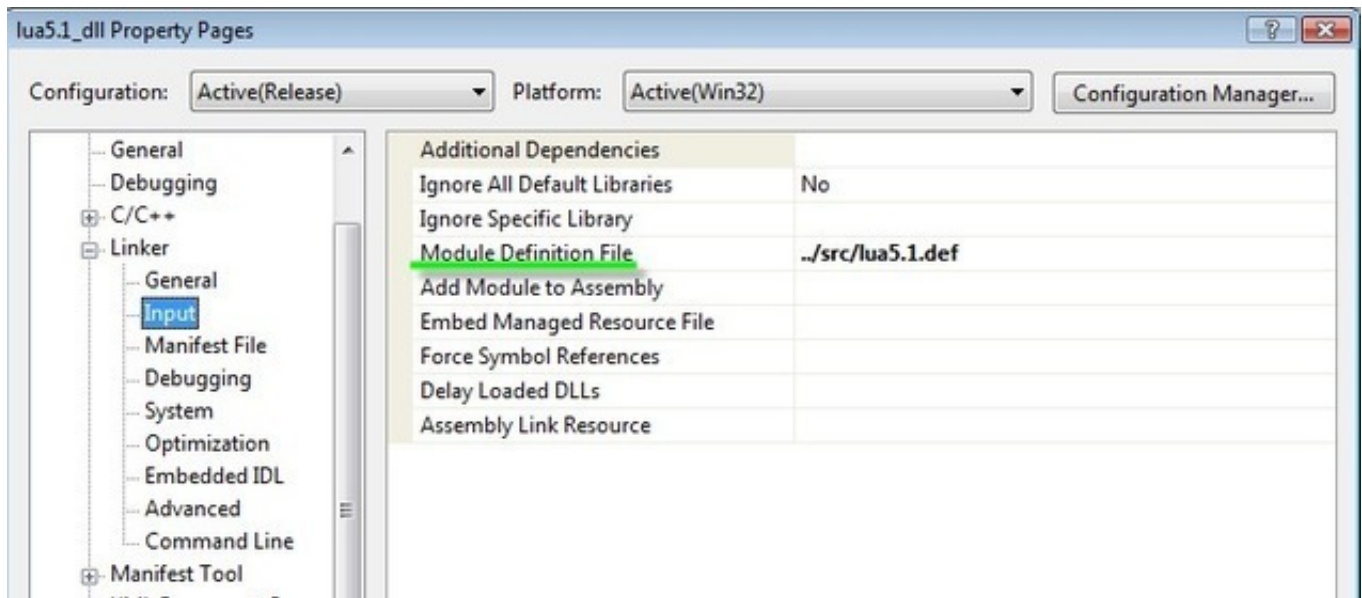 lua5.1_dll Property Pages
Configuration: Active(Release) Platform: Active(Win32) Configuration Manager...
General
Debugging
C/C++
Linker
General
Input
Manifest File
Debugging
System
Optimization
Embedded IDL
Advanced
Command Line
Manifest Tool
Additional Dependencies
Ignore All Default Libraries No
Ignore Specific Library
Module Definition File ../src/lua5.1.def
Add Module to Assembly
Embed Managed Resource File
Force Symbol References
Delay Loaded DLLs
Assembly Link Resource